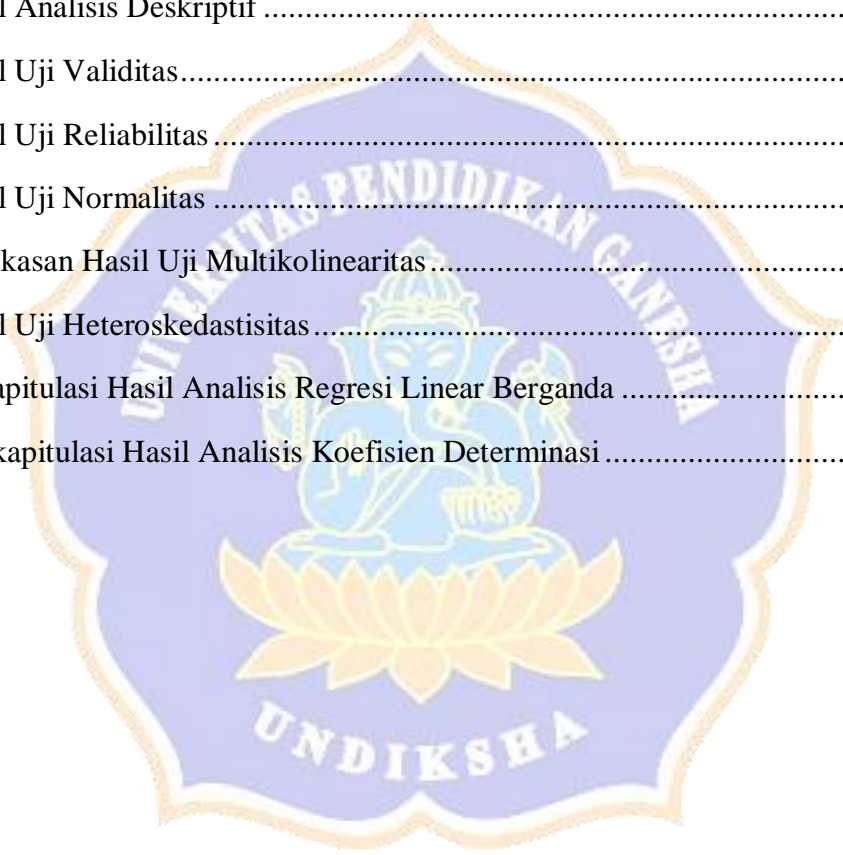 l Analisis Deskriptif ........................................................................
l Uji Validitas...................................................................................
l Uji Reliabilitas ...............................................................................
l Uji Normalitas ...............................................................................
kasan Hasil Uji Multikolinearitas....................................................
l Uji Heteroskedastisitas...................................................................
apitulasi Hasil Analisis Regresi Linear Berganda ............................
kapitulasi Hasil Analisis Koefisien Determinasi..............................
UNIVERSITAS PENDIDIKAN GANESHA
UNDIKSHA